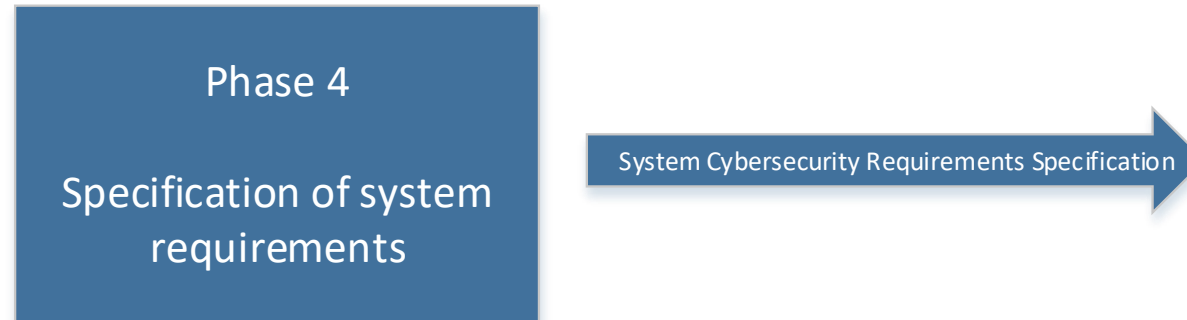 Phase 4
Specification of system
requirements
System Cybersecurity Requirements Specification